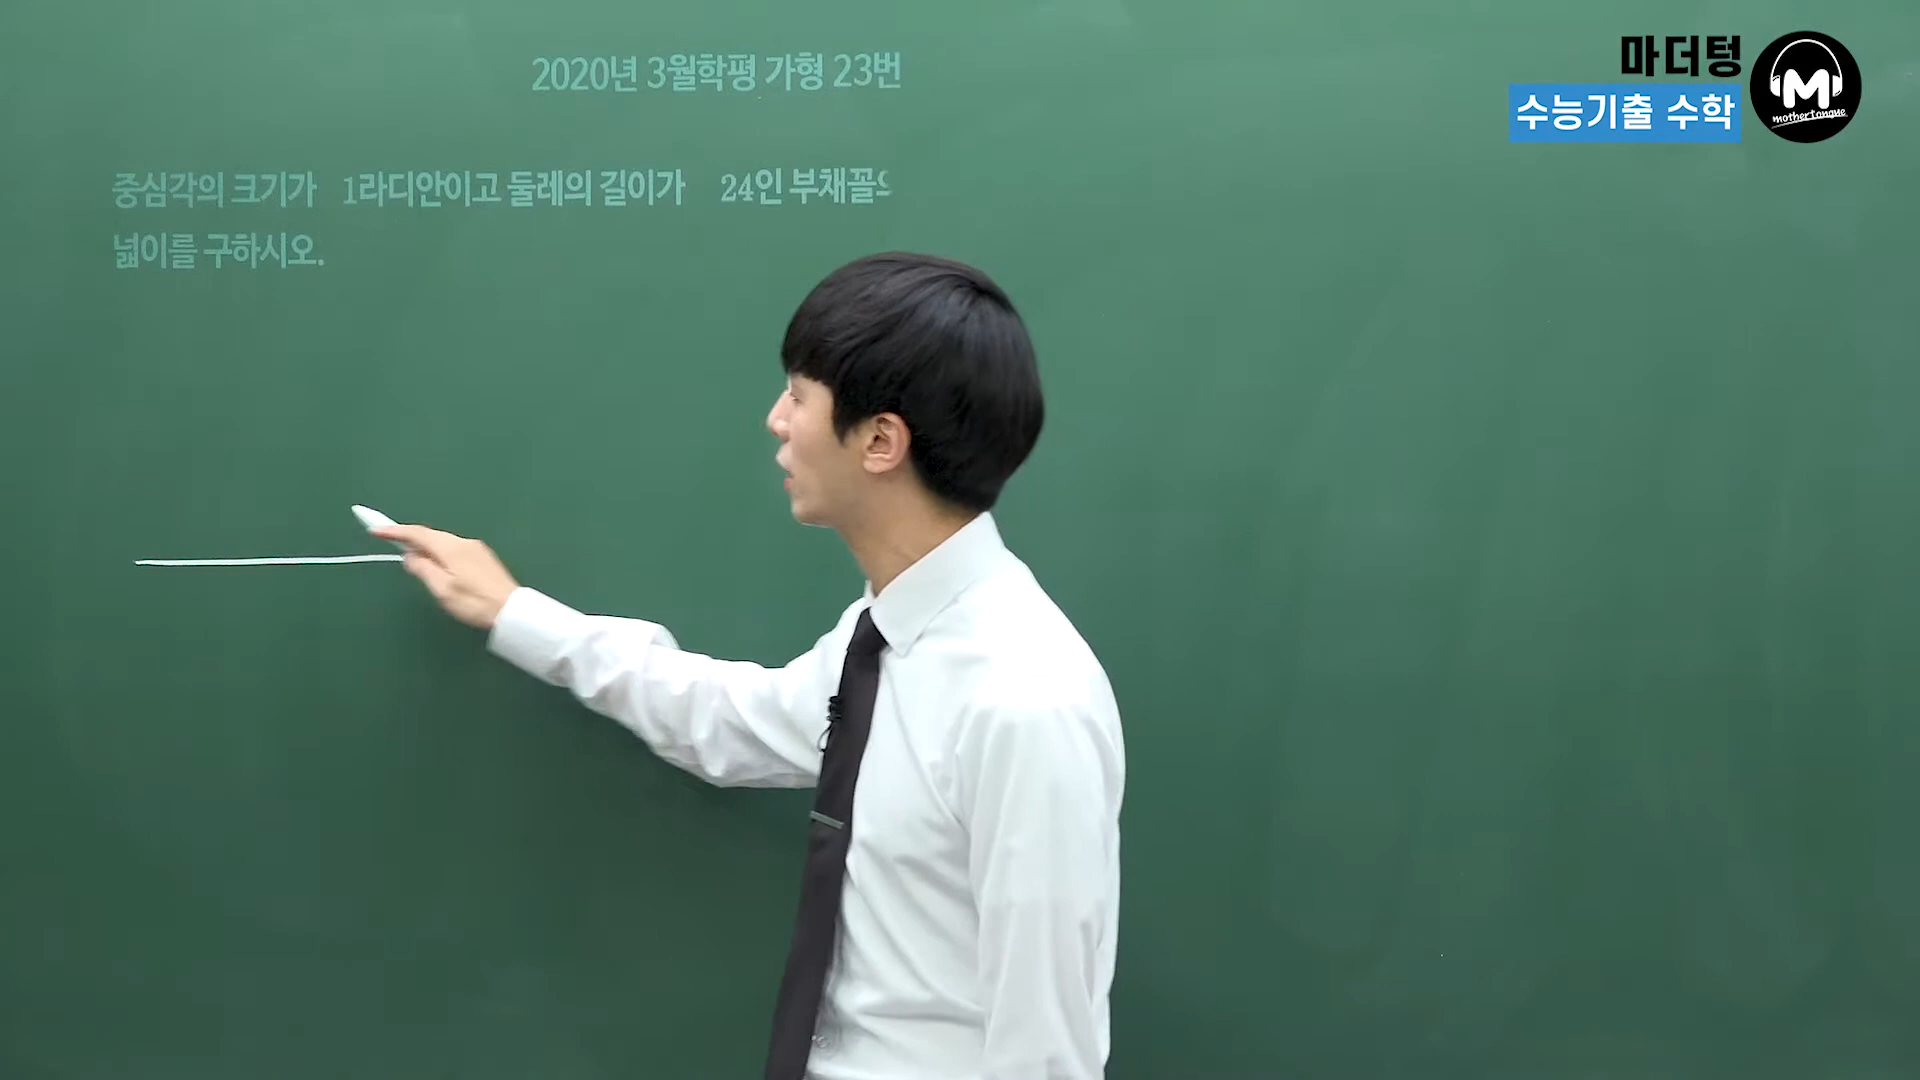 2020년 3월학평 가형 23번
마더텅
수능기출 수학
M
mothertongue
중심각의 크기가 1라디안이고 둘레의 길이가 24인 부채꼴으
넓이를 구하시오.